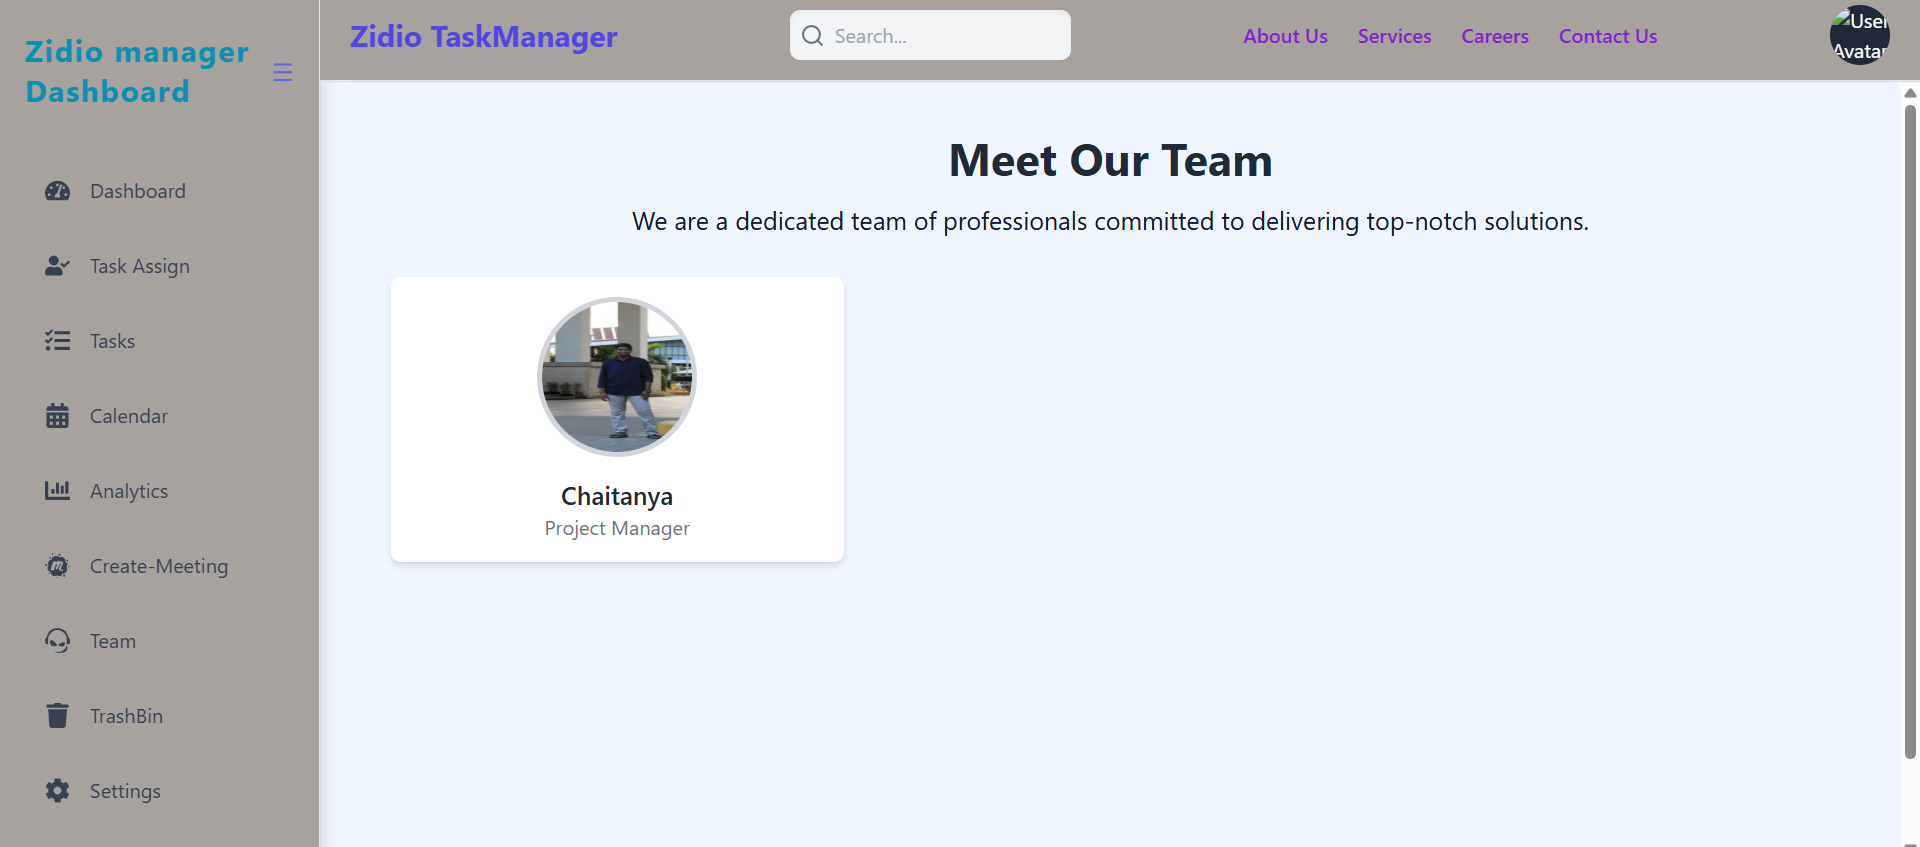 Zidio manager
Dashboard
Dashboard
Task Assign
Tasks
Calendar
Analytics
Create-Meeting
Team
TrashBin
Settings
Zidio TaskManager
Search...
About Us
Services
Careers
Contact Us
User
Avatar
Meet Our Team
We are a dedicated team of professionals committed to delivering top-notch solutions.
Chaitanya
Project Manager